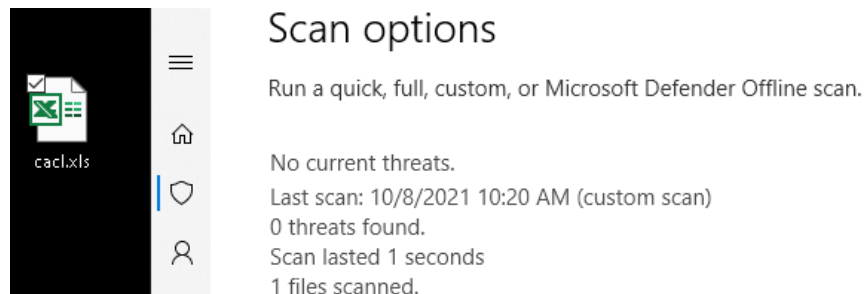 cacl.xls
Scan options
Run a quick, full, custom, or Microsoft Defender Offline scan.
No current threats.
Last scan: 10/8/2021 10:20 AM (custom scan)
0 threats found.
Scan lasted 1 seconds
1 files scanned.